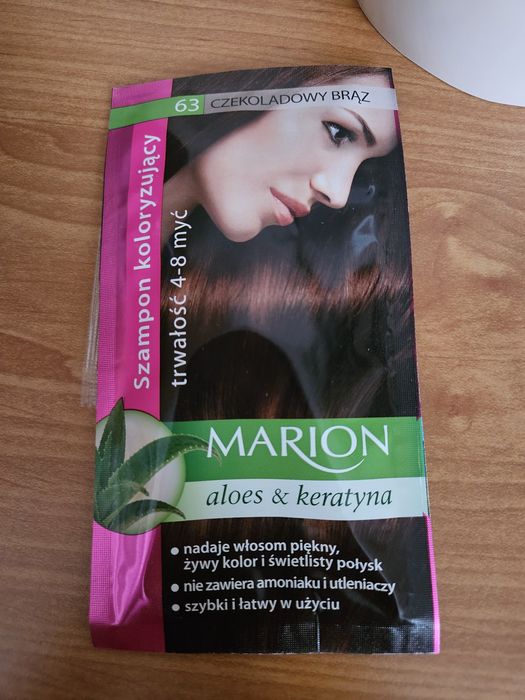 63 CZEKOLADOWY BRĄZ
Szampon koloryzujący
trwałość 4-8 myć
MARION
aloes & keratyna
• nadaje włosom piękny,
żywy kolor i świetlisty połysk
• nie zawiera amoniaku i utleniaczy
• szybki i łatwy w użyciu